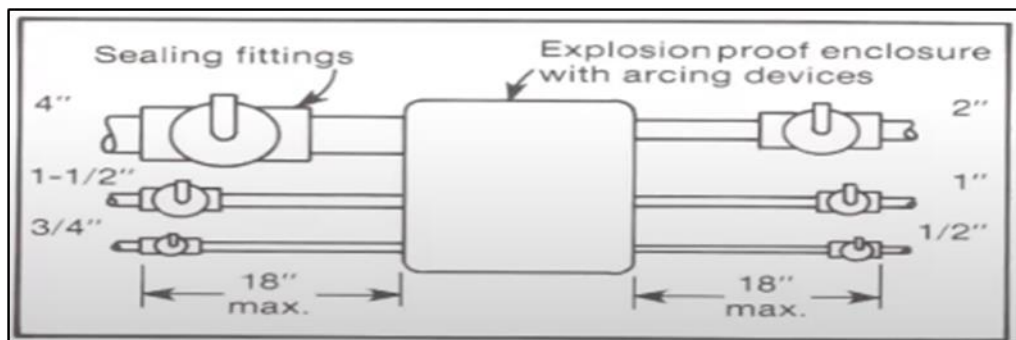 Sealing fittings
Explosion proof enclosure
with arcing devices
4"
2"
1-1/2"
1"
3/4"
1/2"
18"
max.
18"
max.